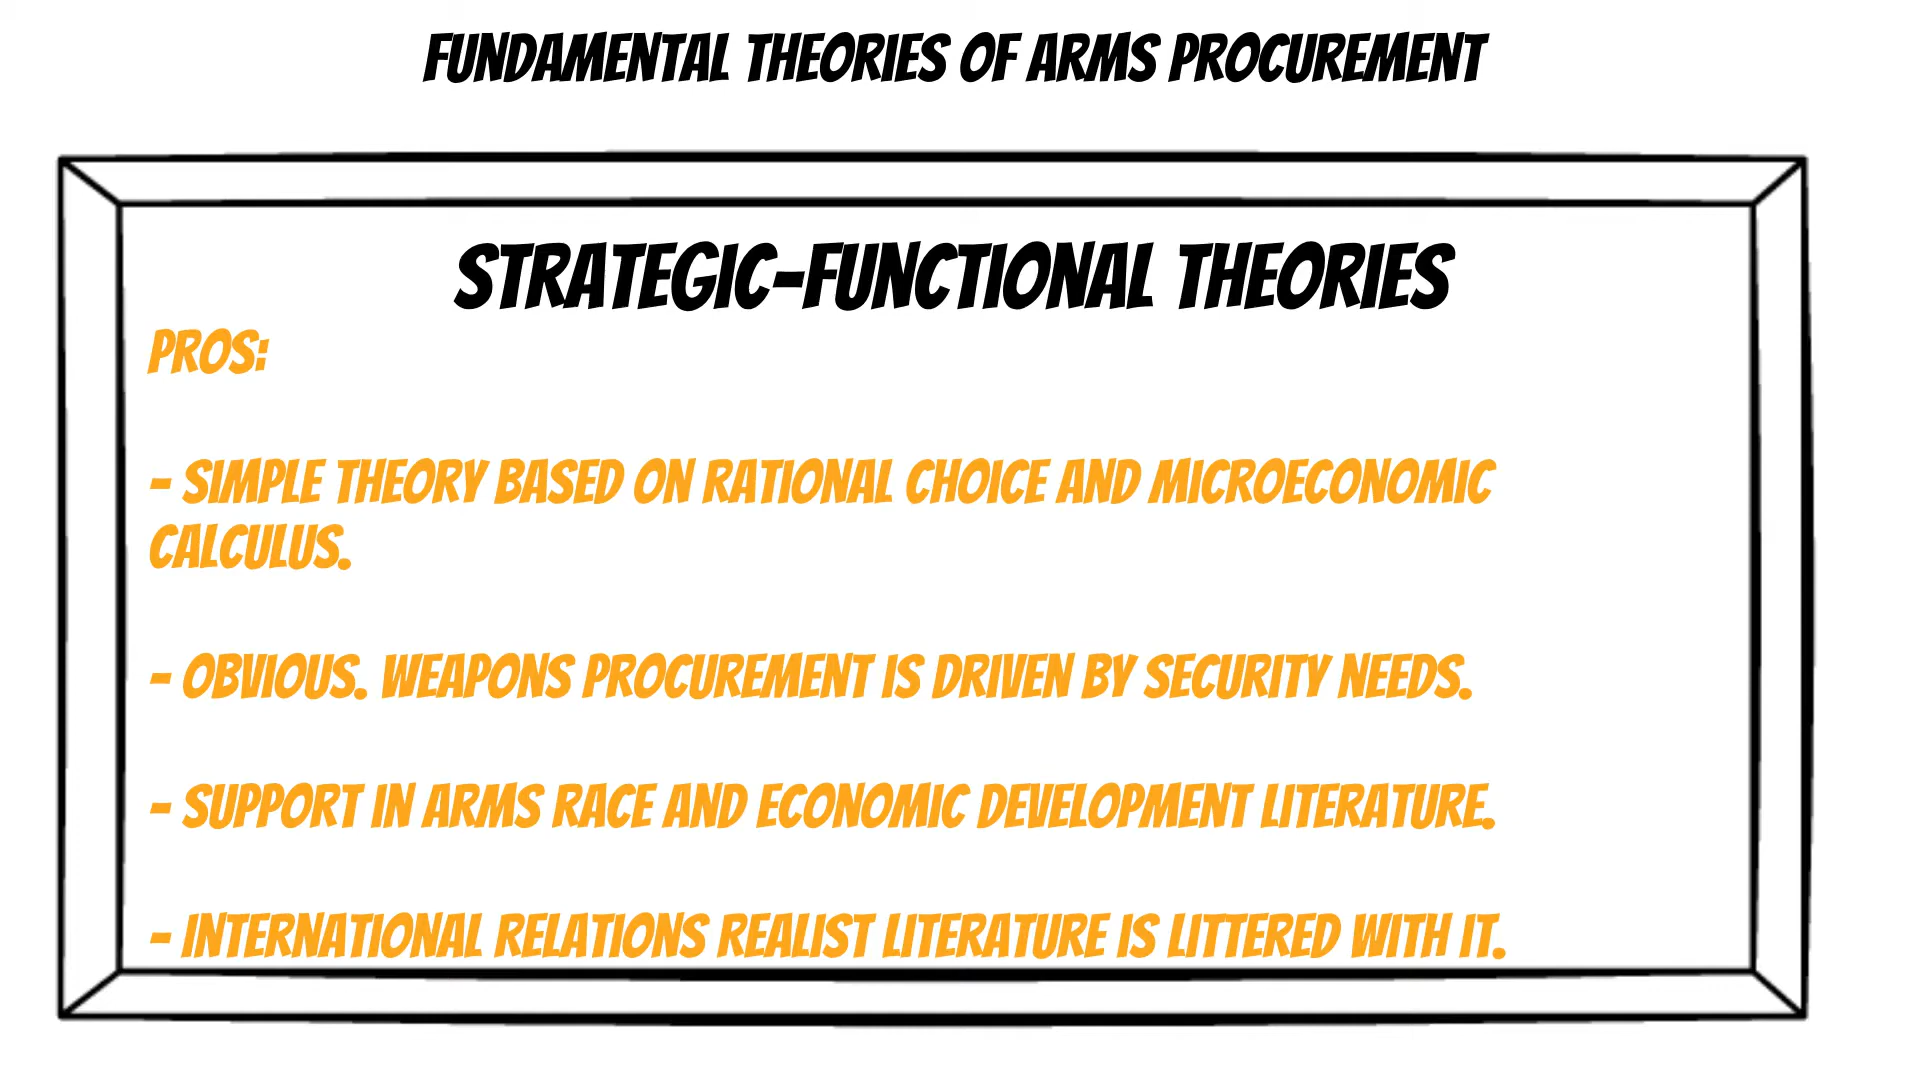 FUNDAMENTAL THEORIES OF ARMS PROCUREMENT
STRATEGIC-FUNCTIONAL THEORIES
PROS:
- SIMPLE THEORY BASED ON RATIONAL CHOICE AND MICROECONOMIC
CALCULUS.
- OBVIOUS. WEAPONS PROCUREMENT IS DRIVEN BY SECURITY NEEDS.
- SUPPORT IN ARMS RACE AND ECONOMIC DEVELOPMENT LITERATURE.
- INTERNATIONAL RELATIONS REALIST LITERATURE IS LITTERED WITH IT.